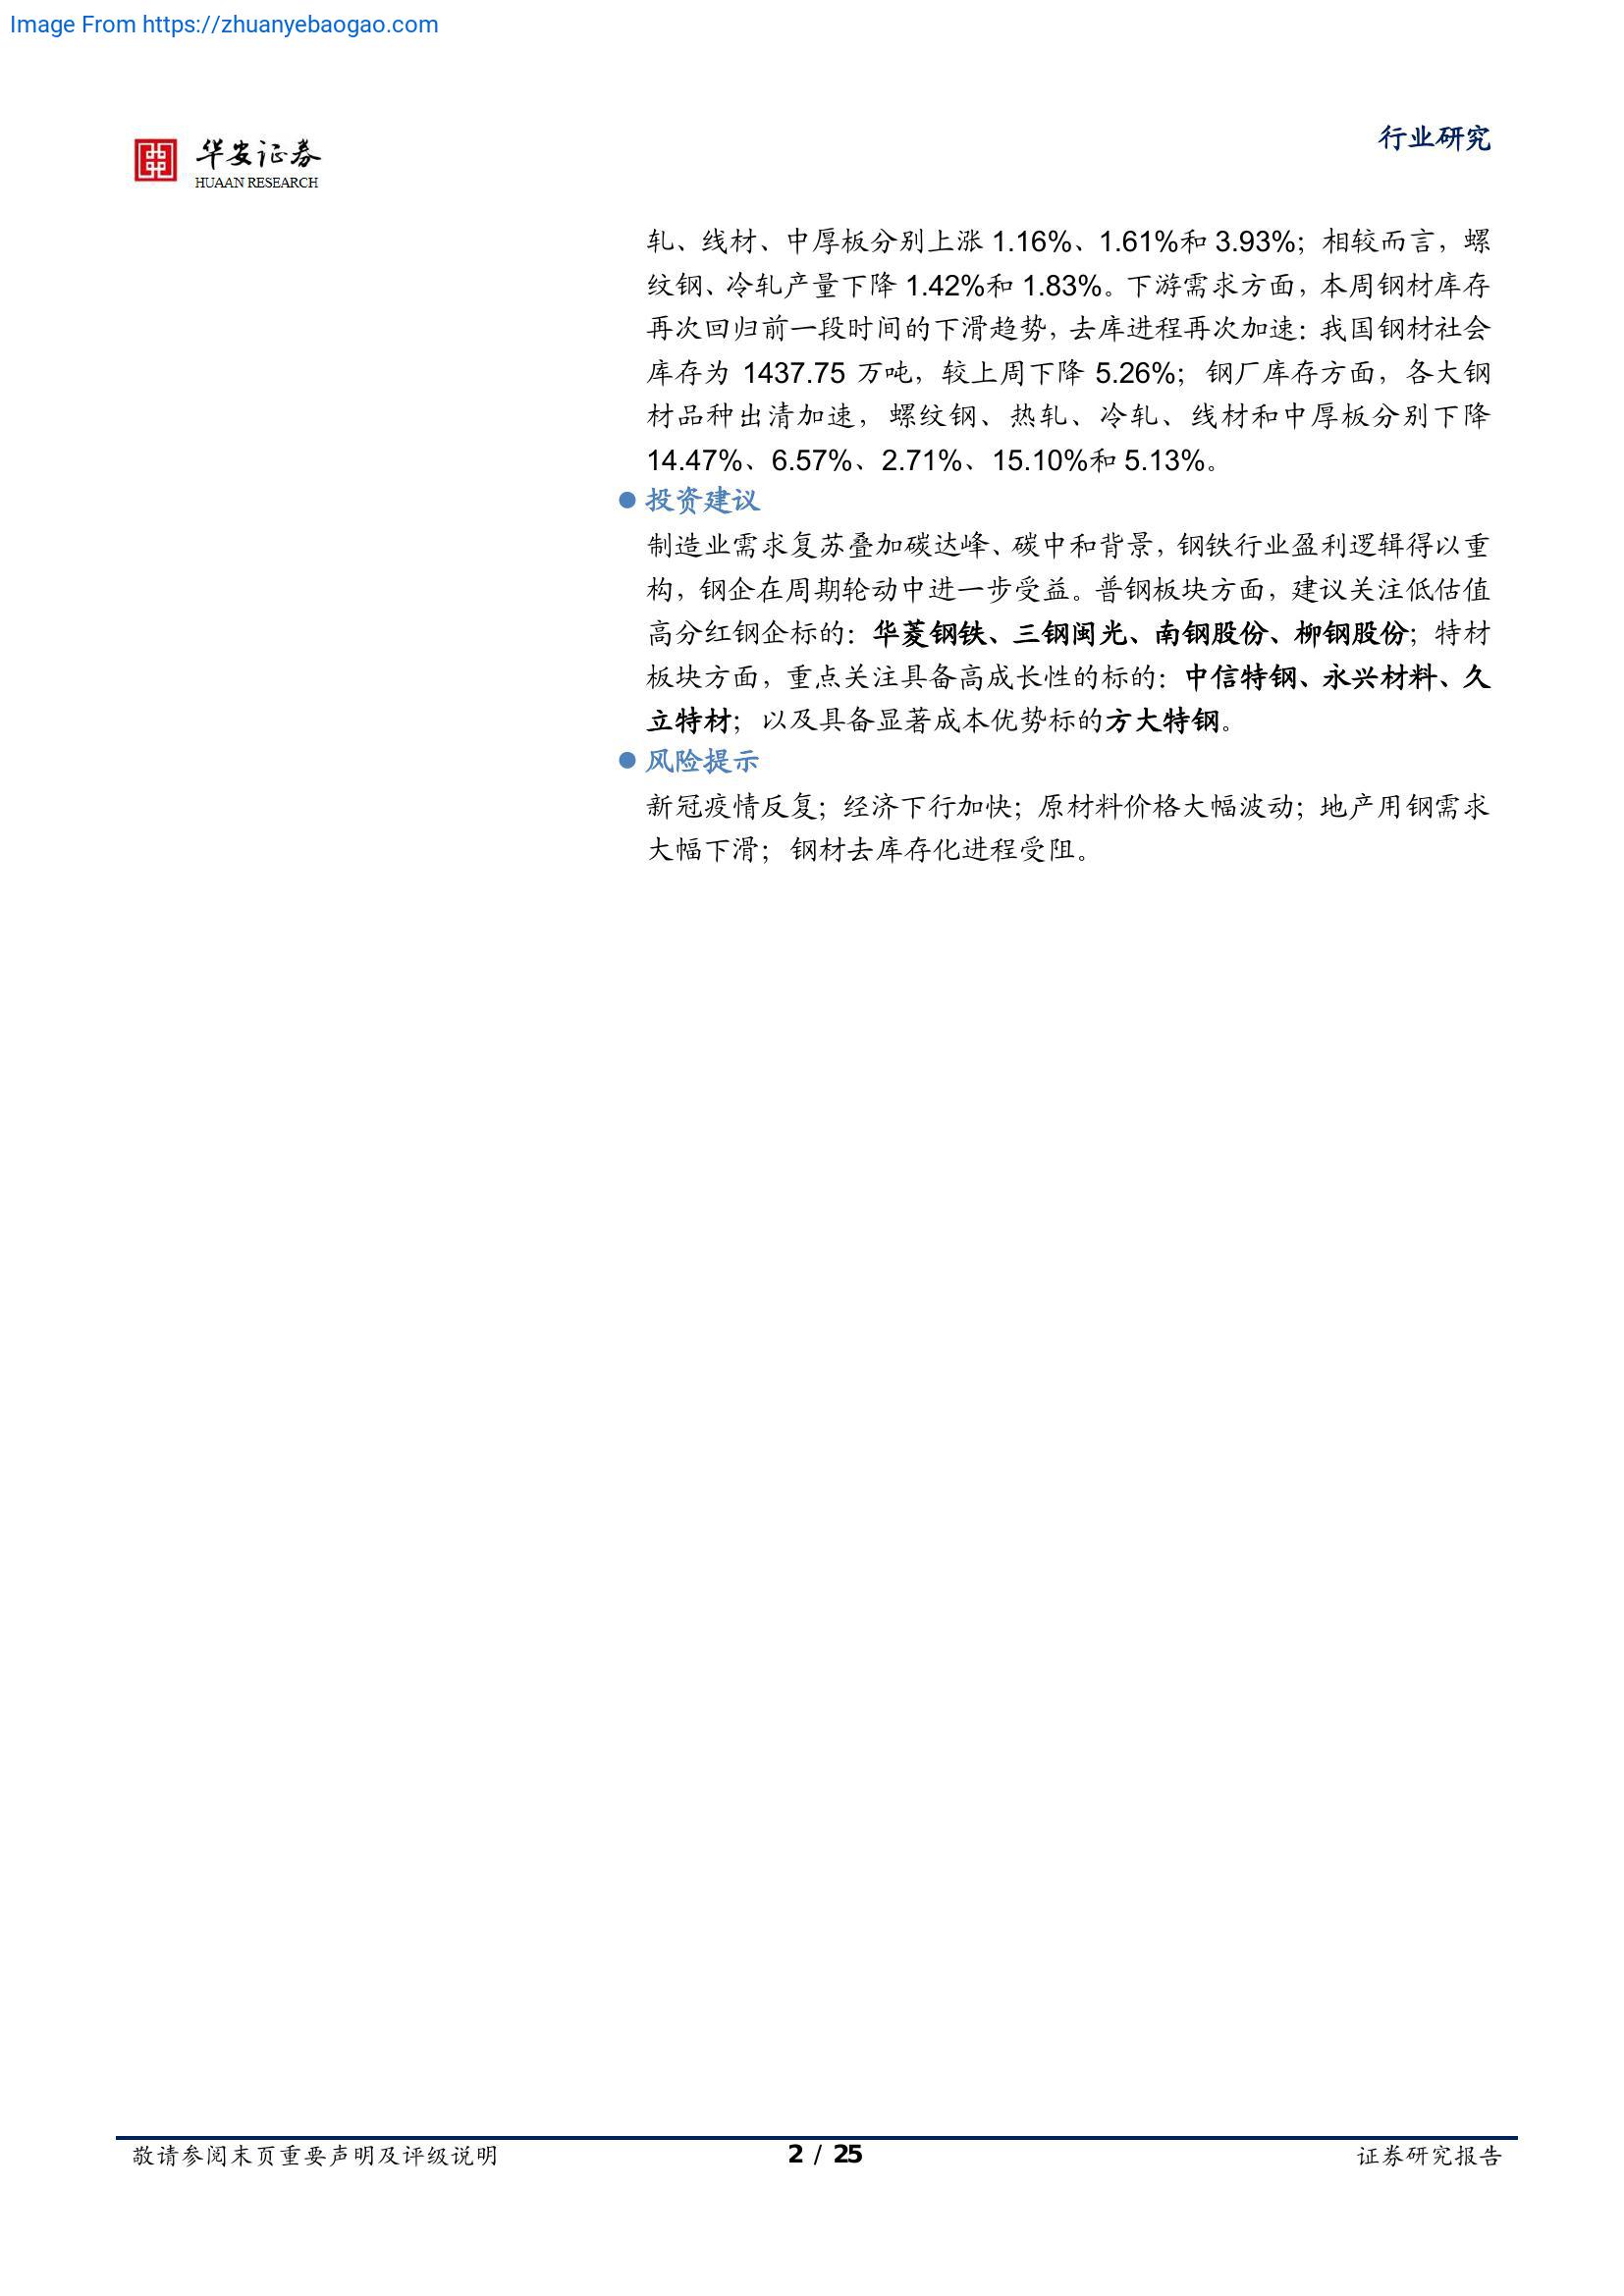 Image From https://zhuanyebaogao.com
华安证券
HUAAN RESEARCH
行业研究
轧、线材、中厚板分别上涨 1.16%、1.61%和 3.93%；相较而言，螺
纹钢、冷轧产量下降 1.42%和 1.83%。下游需求方面，本周钢材库存
再次回归前一段时间的下滑趋势，去库进程再次加速：我国钢材社会
库存为 1437.75 万吨，较上周下降 5.26%；钢厂库存方面，各大钢
材品种出清加速，螺纹钢、热轧、冷轧、线材和中厚板分别下降
14.47%、6.57%、2.71%、15.10%和 5.13%。
● 投资建议
制造业需求复苏叠加碳达峰、碳中和背景，钢铁行业盈利逻辑得以重
构，钢企在周期轮动中进一步受益。普钢板块方面，建议关注低估值
高分红钢企标的：华菱钢铁、三钢闽光、南钢股份、柳钢股份；特材
板块方面，重点关注具备高成长性的标的：中信特钢、永兴材料、久
立特材；以及具备显著成本优势标的方大特钢。
● 风险提示
新冠疫情反复；经济下行加快；原材料价格大幅波动；地产用钢需求
大幅下滑；钢材去库存化进程受阻。
敬请参阅末页重要声明及评级说明
2 / 25
证券研究报告